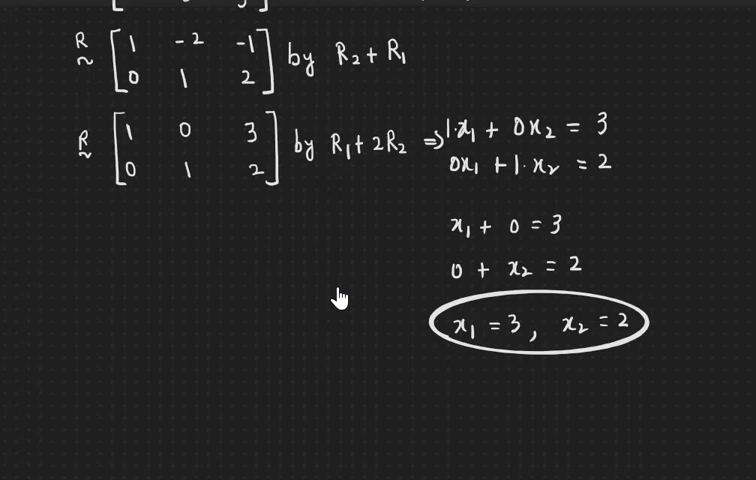 R ~ [ 1 -2 -1 ] by R2 + R1
[ 0 1 2 ]
R ~ [ 1 0 3 ] by R1 + 2R2 ⇒ 1·x1 + 0x2 = 3
[ 0 1 2 ] 0x1 + 1·x2 = 2
x1 + 0 = 3
0 + x2 = 2
x1 = 3, x2 = 2